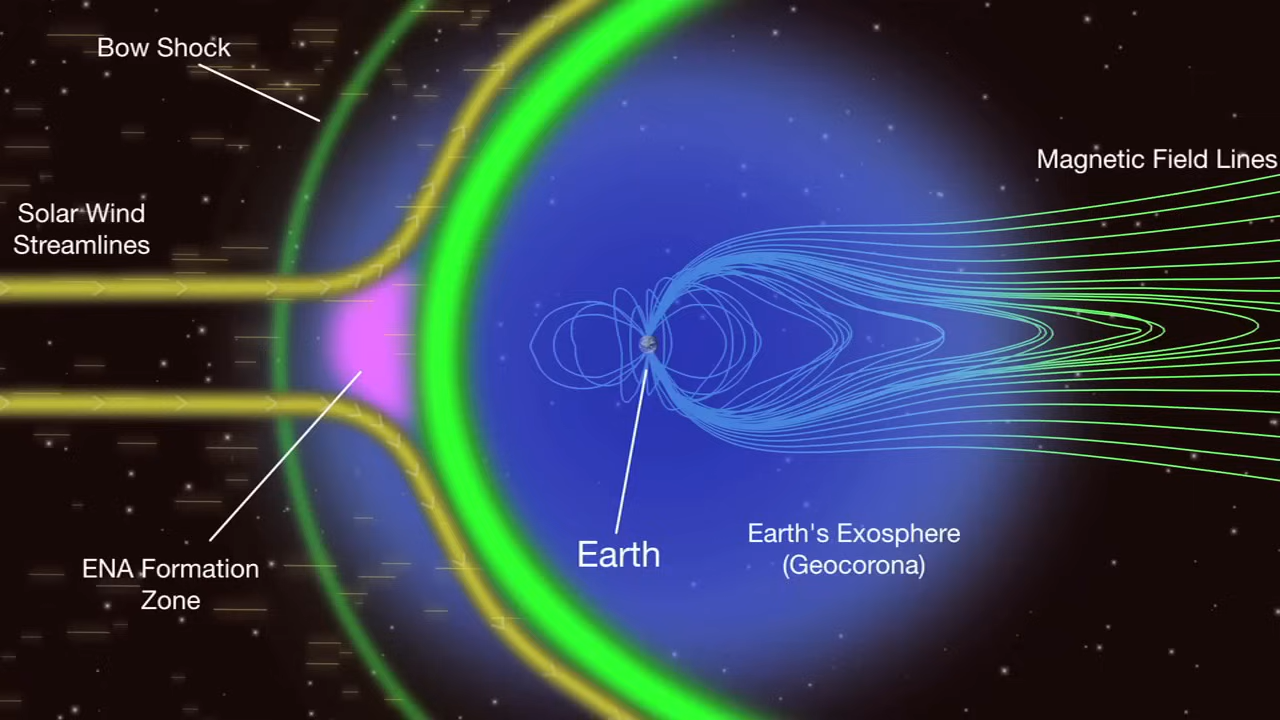 Bow Shock
Magnetic Field Lines
Solar Wind
Streamlines
Earth
Earth's Exosphere
(Geocorona)
ENA Formation
Zone